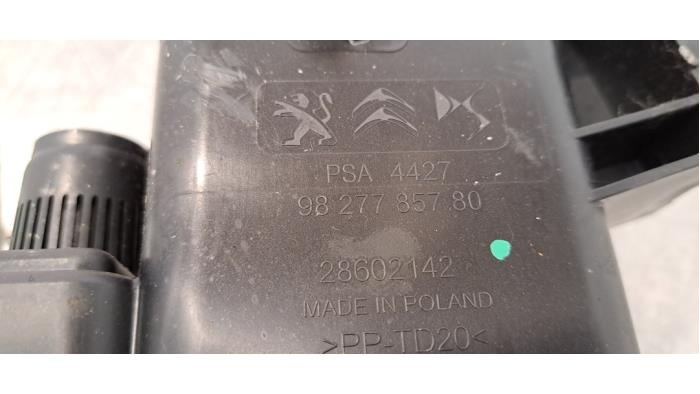 PSA 4427
98 277 857 80
28602142
MADE IN POLAND
>PP-TD20<